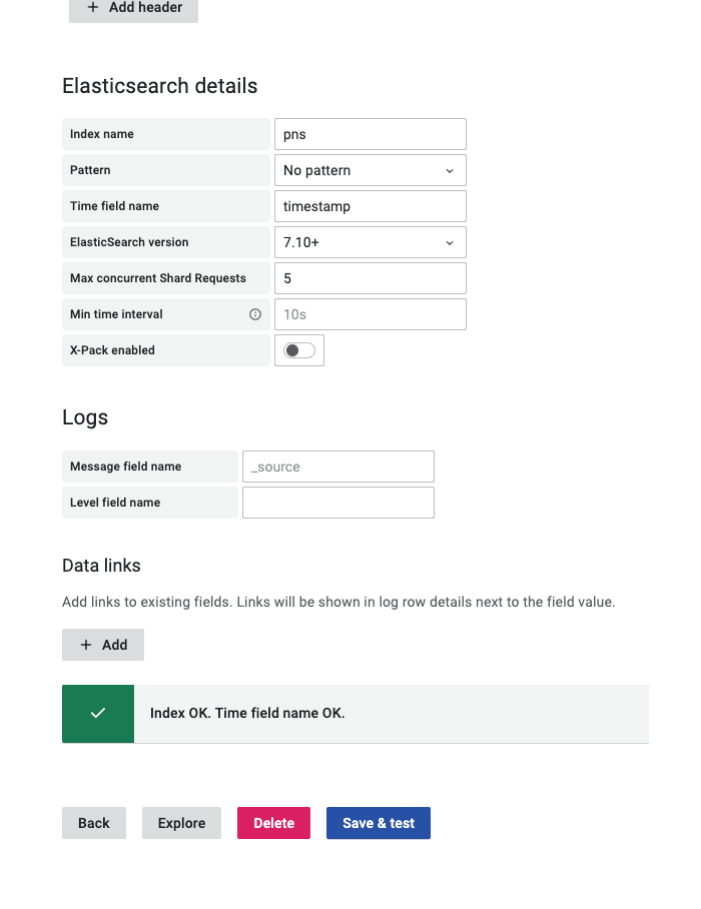 + Add header
Elasticsearch details
Index name pns
Pattern No pattern
Time field name timestamp
ElasticSearch version 7.10+
Max concurrent Shard Requests 5
Min time interval 10s
X-Pack enabled
Logs
Message field name _source
Level field name
Data links
Add links to existing fields. Links will be shown in log row details next to the field value.
+ Add
Index OK. Time field name OK.
Back Explore Delete Save & test